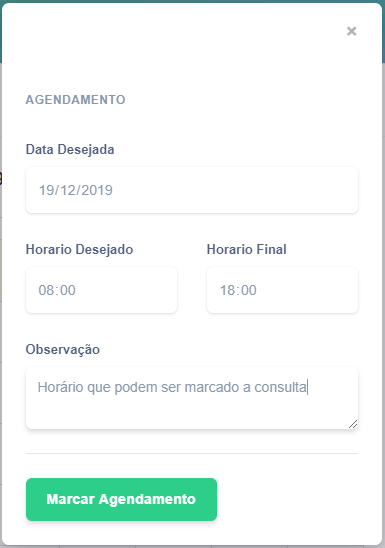 ×
AGENDAMENTO
Data Desejada
19/12/2019
Horario Desejado Horario Final
08:00 18:00
Observação
Horário que podem ser marcado a consulta
Marcar Agendamento